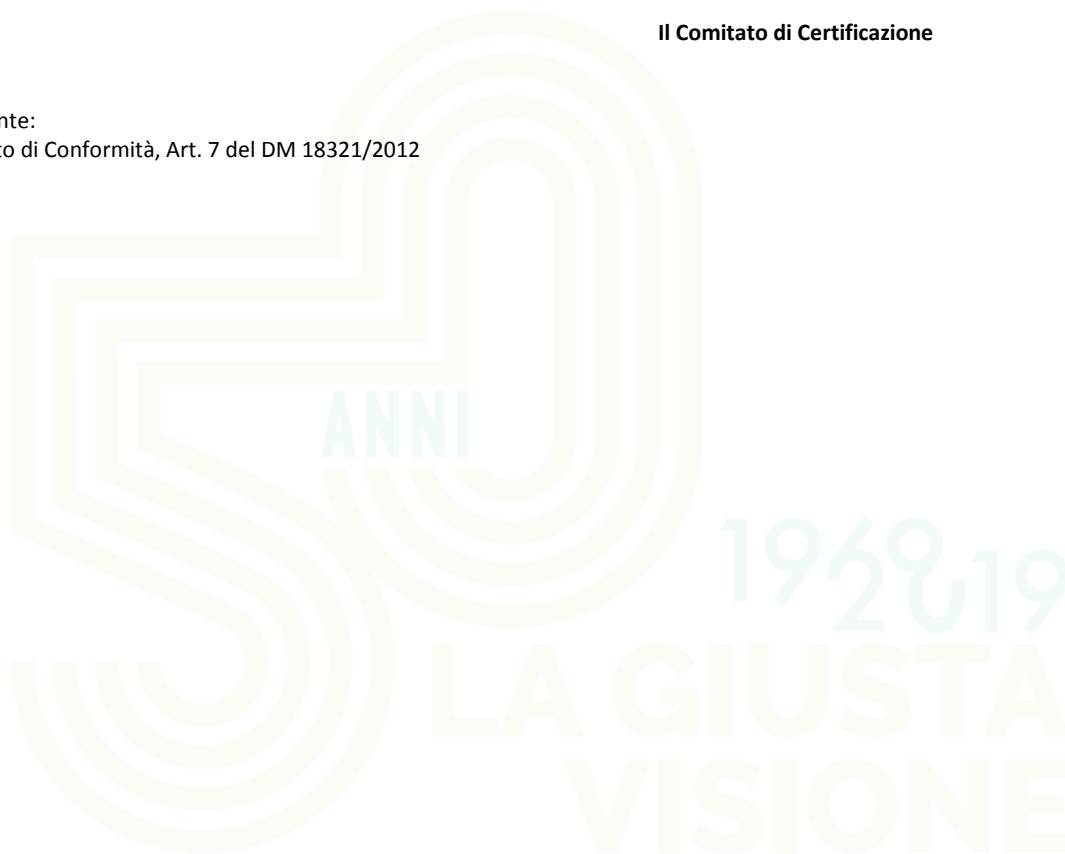 Il Comitato di Certificazione
nte:
to di Conformità, Art. 7 del DM 18321/2012
50
ANNI
1969
2019
LA GIUSTA
VISIONE